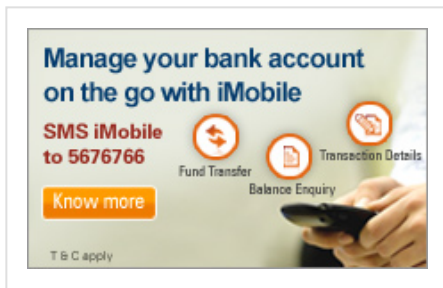 Manage your bank account
on the go with iMobile
SMS iMobile
to 5676766
Fund Transfer
Balance Enquiry
Transaction Details
Know more
T & C apply